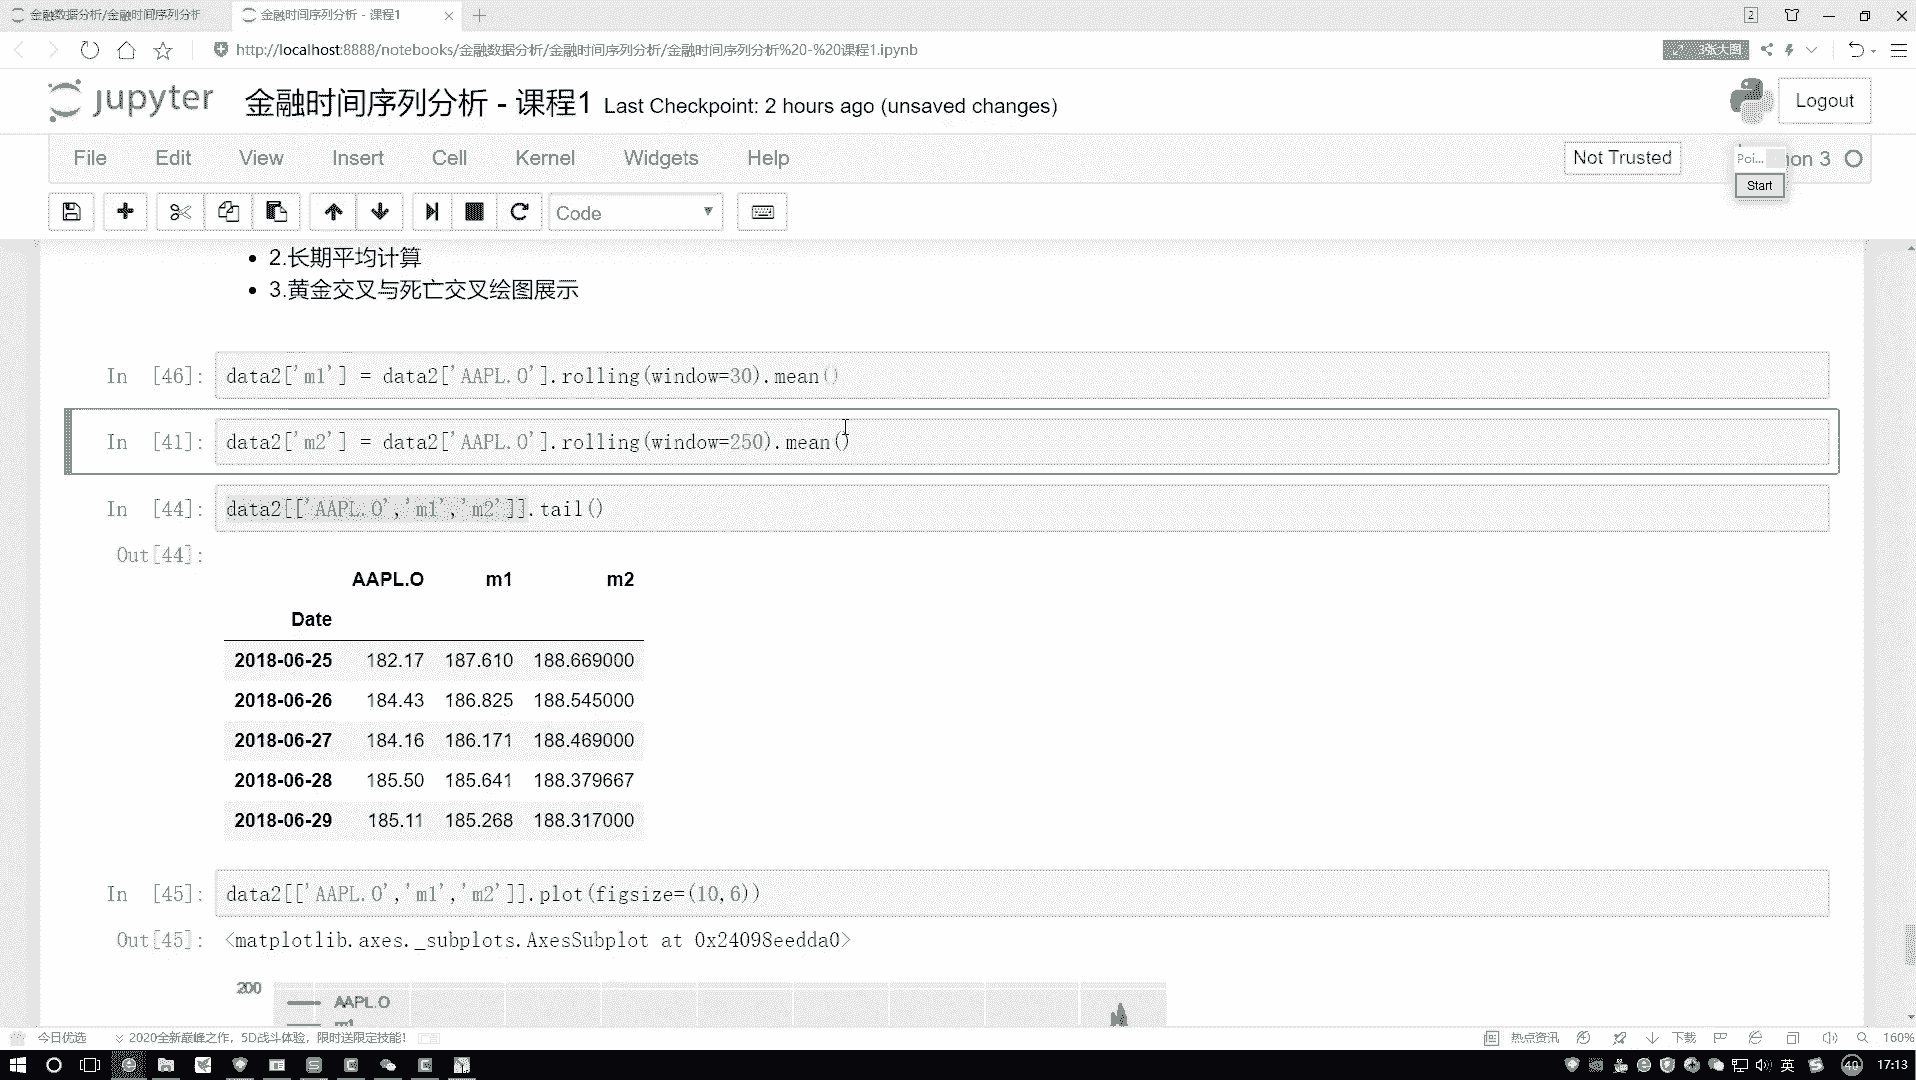 金融数据分析/金融时间序列分析
金融时间序列分析 - 课程1
2
http://localhost:8888/notebooks/金融数据分析/金融时间序列分析/金融时间序列分析%20-%20课程1.ipynb
3张大图
jupyter
金融时间序列分析 - 课程1 Last Checkpoint: 2 hours ago (unsaved changes)
Logout
File Edit View Insert Cell Kernel Widgets Help
Not Trusted
Poi...
Start
on 3
Code
2.长期平均计算
3.黄金交叉与死亡交叉绘图展示
In [46]: data2['m1'] = data2['AAPL.O'].rolling(window=30).mean()
In [41]: data2['m2'] = data2['AAPL.O'].rolling(window=250).mean()
In [44]: data2[['AAPL.O','m1','m2']].tail()
Out[44]:
AAPL.O m1 m2
Date
2018-06-25 182.17 187.610 188.669000
2018-06-26 184.43 186.825 188.545000
2018-06-27 184.16 186.171 188.469000
2018-06-28 185.50 185.641 188.379667
2018-06-29 185.11 185.268 188.317000
In [45]: data2[['AAPL.O','m1','m2']].plot(figsize=(10,6))
Out[45]: <matplotlib.axes._subplots.AxesSubplot at 0x24098eedda0>
200
AAPL.O
m1
今日优选
2020全新巅峰之作，5D战斗体验，限时送限定技能！
热点资讯
下载
160%
英
40
17:13